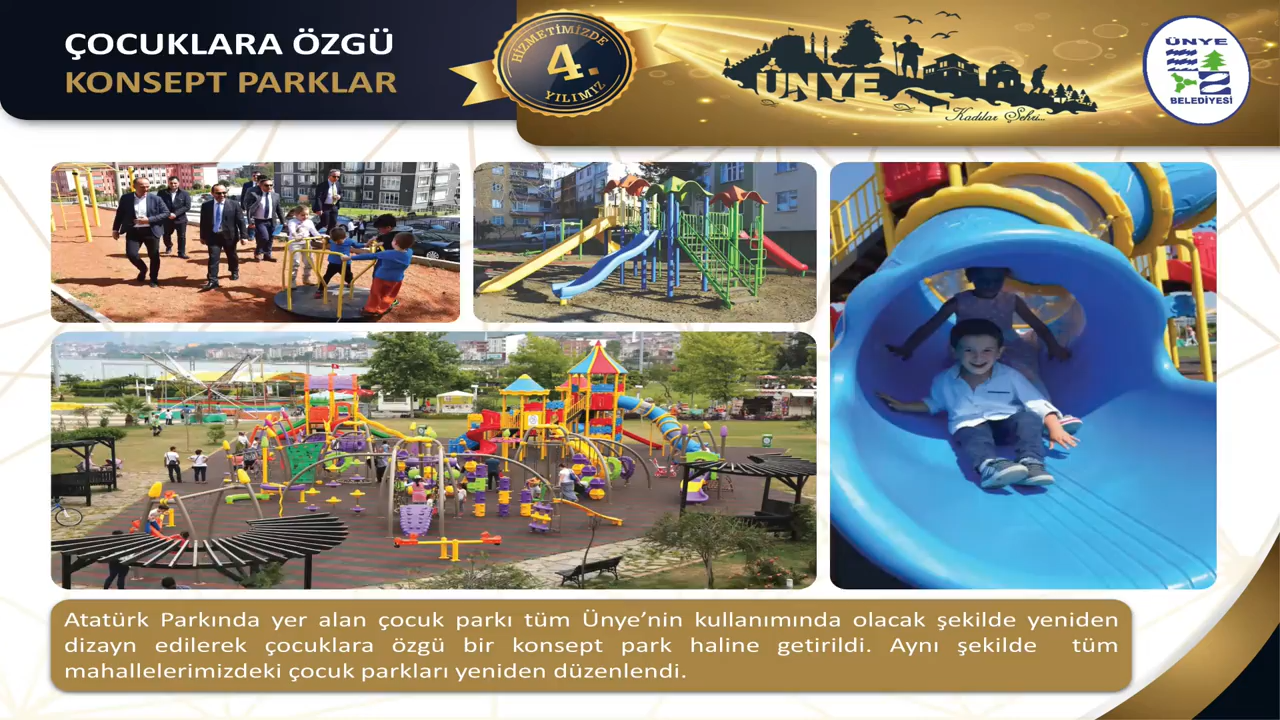 ÇOCUKLARA ÖZGÜ
KONSEPT PARKLAR
HİZMETİMİZDE
4.
YILIMIZ
ÜNYE
Kadılar Şehri...
ÜNYE
BELEDİYESİ
Atatürk Parkında yer alan çocuk parkı tüm Ünye’nin kullanımında olacak şekilde yeniden
dizayn edilerek çocuklara özgü bir konsept park haline getirildi. Aynı şekilde tüm
mahallelerimizdeki çocuk parkları yeniden düzenlendi.